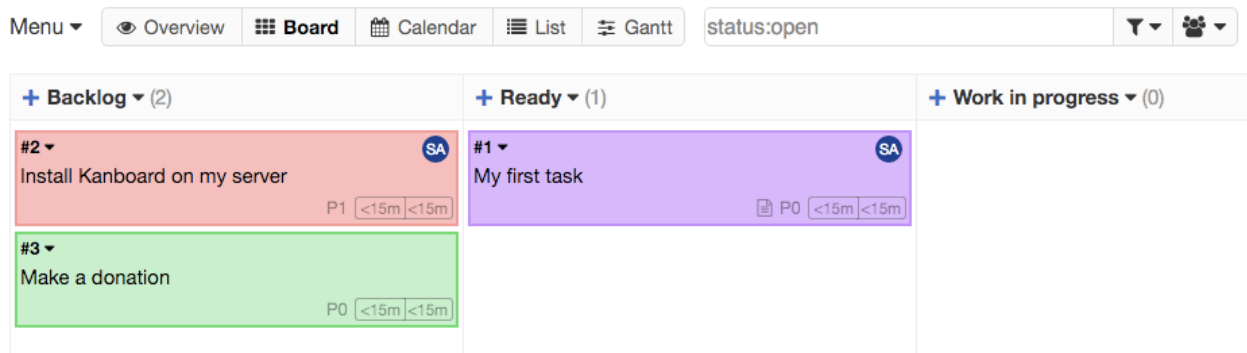 Menu Overview Board Calendar List Gantt status:open
Backlog (2)
#2 SA
Install Kanboard on my server
P1 <15m <15m
#3
Make a donation
P0 <15m <15m
Ready (1)
#1 SA
My first task
P0 <15m <15m
Work in progress (0)